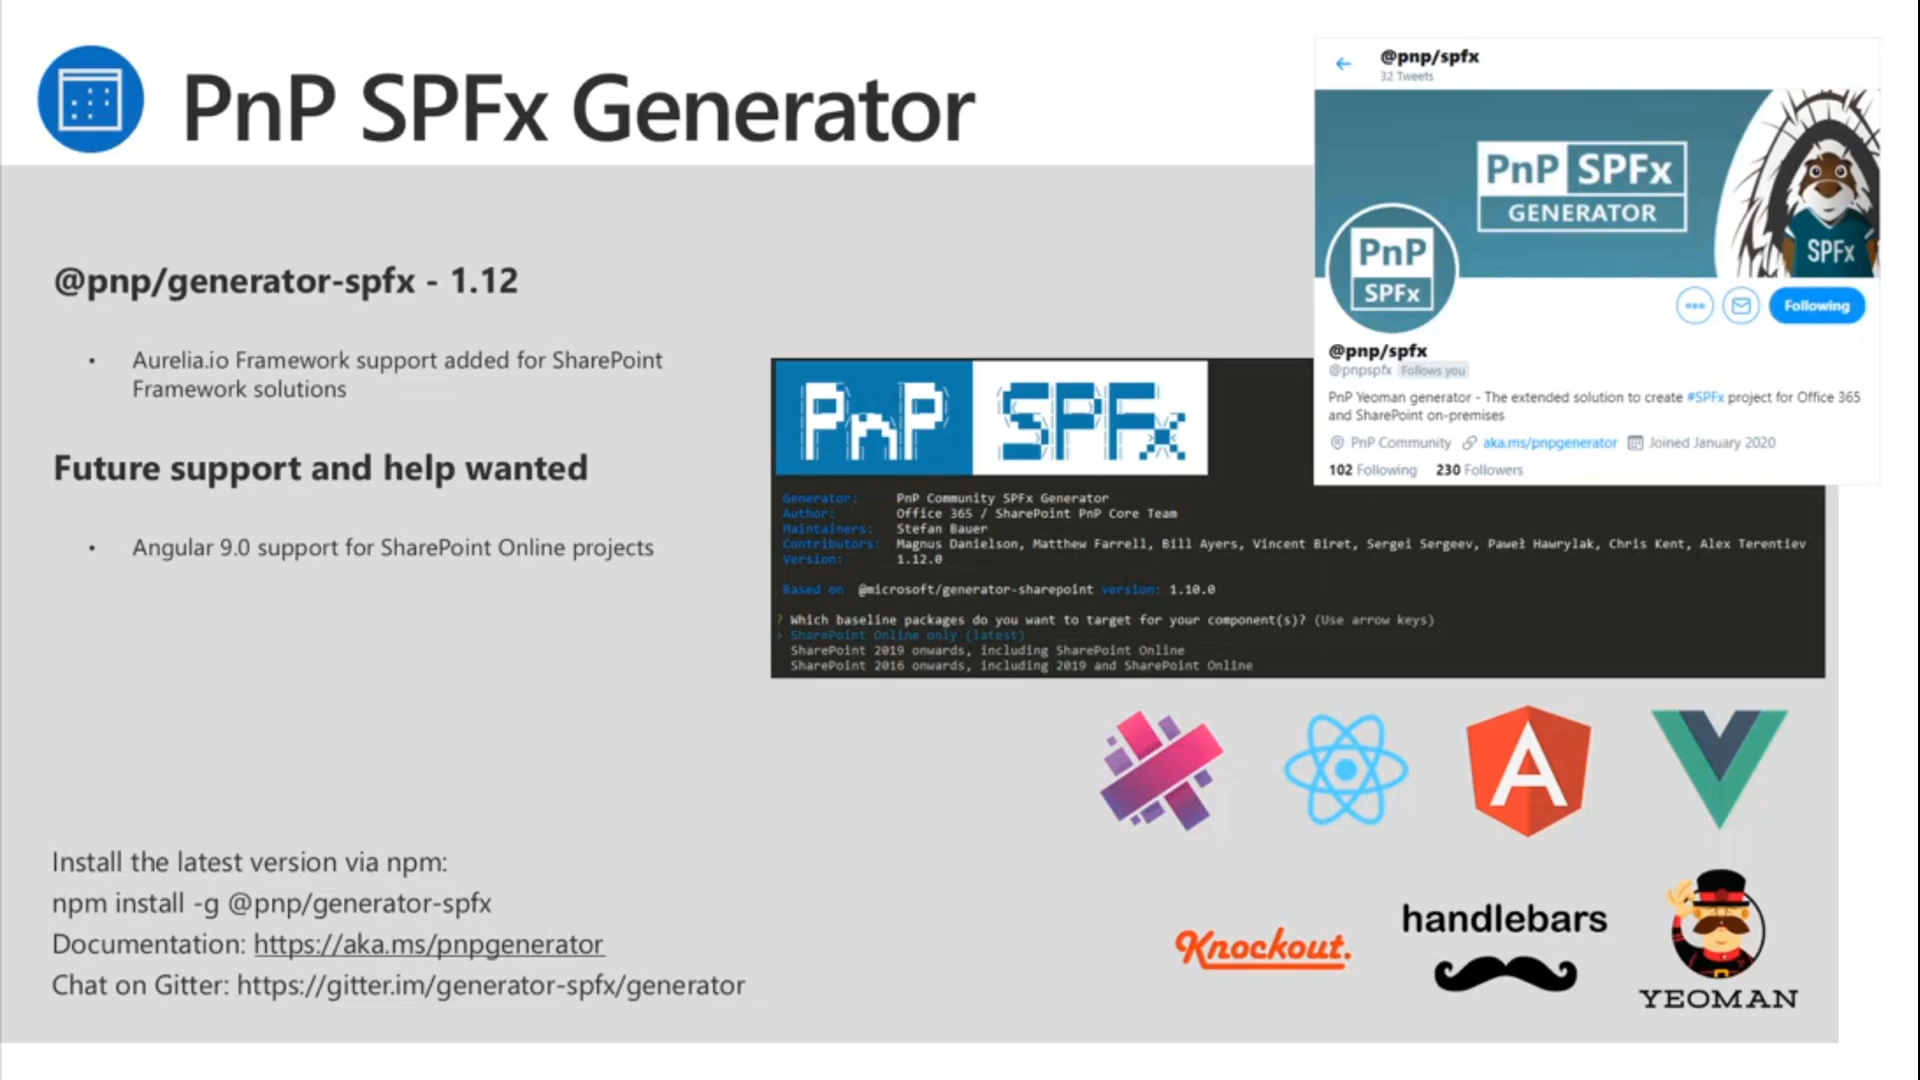 PnP SPFx Generator
@pnp/generator-spfx - 1.12
• Aurelia.io Framework support added for SharePoint
Framework solutions
Future support and help wanted
• Angular 9.0 support for SharePoint Online projects
Install the latest version via npm:
npm install -g @pnp/generator-spfx
Documentation: https://aka.ms/pnpgenerator
Chat on Gitter: https://gitter.im/generator-spfx/generator
@pnp/spfx
32 Tweets
PnP SPFx
GENERATOR
SPFx
PnP
SPFx
Following
@pnp/spfx
@pnpspfx Follows you
PnP Yeoman generator - The extended solution to create #SPFx project for Office 365
and SharePoint on-premises
PnP Community aka.ms/pnpgenerator Joined January 2020
102 Following 230 Followers
PnP SPFx
Generator: PnP Community SPFx Generator
Author: Office 365 / SharePoint PnP Core Team
Maintainers: Stefan Bauer
Contributors: Magnus Danielson, Matthew Farrell, Bill Ayers, Vincent Biret, Sergei Sergeev, Paweł Hawrylak, Chris Kent, Alex Terentiev
Version: 1.12.0
Based on @microsoft/generator-sharepoint version: 1.10.0
? Which baseline packages do you want to target for your component(s)? (Use arrow keys)
› SharePoint Online only (latest)
SharePoint 2019 onwards, including SharePoint Online
SharePoint 2016 onwards, including 2019 and SharePoint Online
A
Knockout.
handlebars
YEOMAN